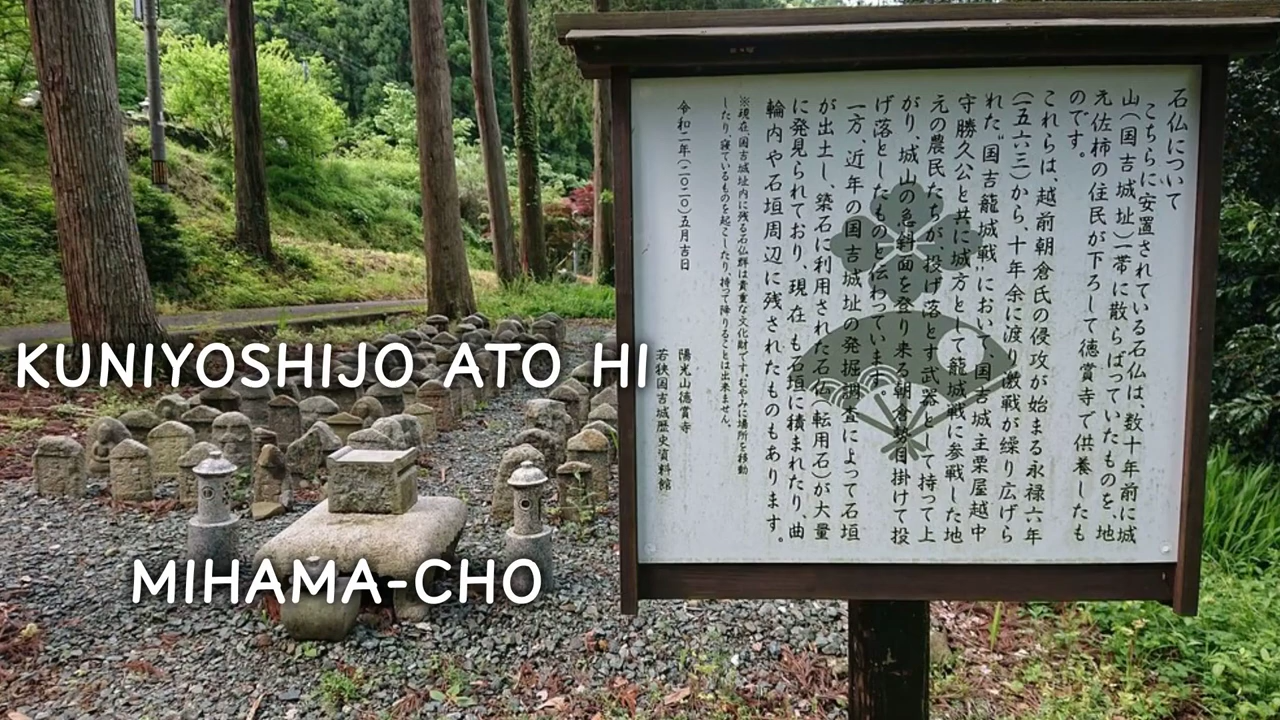 石仏について
こちらに安置されている石仏は、数十年前に城
山(国吉城址)一帯に散らばっていたものを、地
元佐柿の住民が下ろして徳賞寺で供養したも
のです。
これらは、越前朝倉氏の侵攻が始まる永禄六年
(一五六三)から、十年余に渡り激戦が繰り広げら
れた“国吉籠城戦”において、国吉城主粟屋越中
守勝久公と共に城方として籠城戦に参戦した地
元の農民たちが、投げ落とす武器として持って上
がり、城山の急斜面を登り来る朝倉勢目掛けて投
げ落としたものと伝わっています。
一方、近年の国吉城址の発掘調査によって石垣
が出土し、築石に利用された石仏(転用石)が大量
に発見られており、現在も石垣に積まれたり、曲
輪内や石垣周辺に残されたものもあります。
※現在国吉城址内に残る石仏群は貴重な文化財です。むやみに場所を移動
したり、寝ているものを起こしたり、持って降りることは出来ません。
令和二年(二〇二〇)五月吉日
陽光山徳賞寺
若狭国吉城歴史資料館
KUNIYOSHIJO ATO HI
MIHAMA-CHO